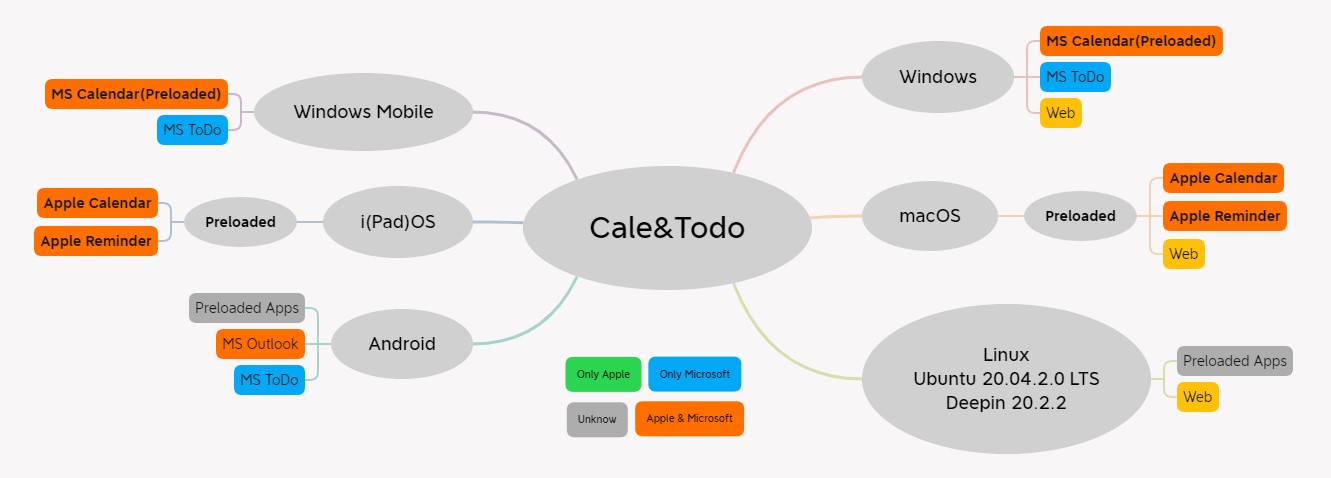 Cale&Todo
Windows Mobile
MS Calendar(Preloaded)
MS ToDo
i(Pad)OS
Preloaded
Apple Calendar
Apple Reminder
Android
Preloaded Apps
MS Outlook
MS ToDo
Windows
MS Calendar(Preloaded)
MS ToDo
Web
macOS
Preloaded
Apple Calendar
Apple Reminder
Web
Linux
Ubuntu 20.04.2.0 LTS
Deepin 20.2.2
Preloaded Apps
Web
Only Apple
Only Microsoft
Unknow
Apple & Microsoft